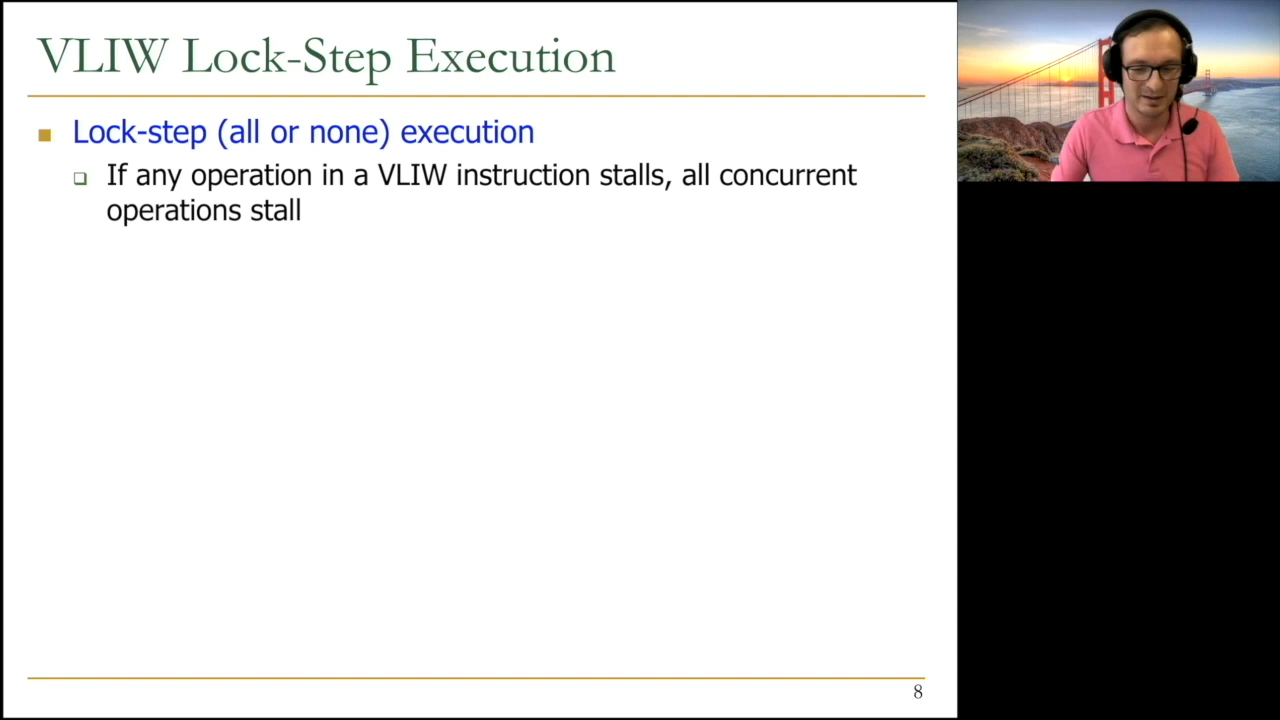 VLIW Lock-Step Execution
Lock-step (all or none) execution
If any operation in a VLIW instruction stalls, all concurrent
operations stall
8